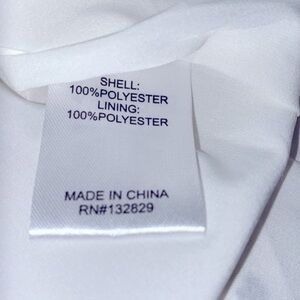 SHELL:
100%POLYESTER
LINING:
100%POLYESTER
MADE IN CHINA
RN#132829